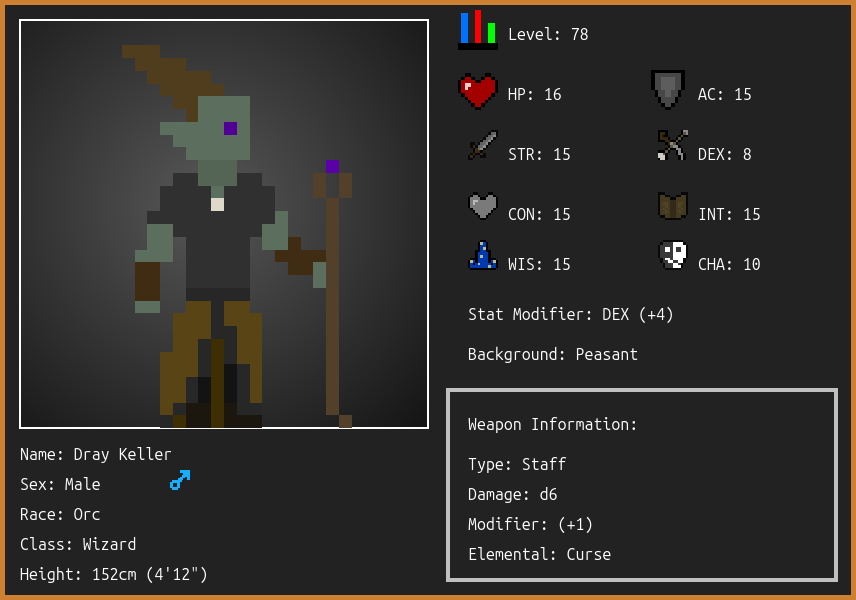 Level: 78
HP: 16
AC: 15
STR: 15
DEX: 8
CON: 15
INT: 15
WIS: 15
CHA: 10
Stat Modifier: DEX (+4)
Background: Peasant
Weapon Information:
Type: Staff
Damage: d6
Modifier: (+1)
Elemental: Curse
Name: Dray Keller
Sex: Male
Race: Orc
Class: Wizard
Height: 152cm (4'12")